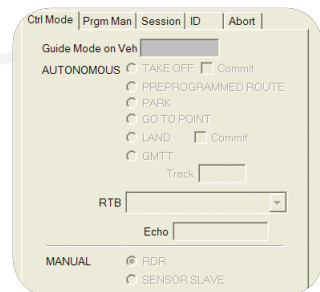 Ctrl Mode Prgm Man Session ID Abort
Guide Mode on Veh
AUTONOMOUS TAKE OFF Commit
PREPROGRAMMED ROUTE
PARK
GO TO POINT
LAND Commit
GMTT
Track
RTB
Echo
MANUAL RDR
SENSOR SLAVE